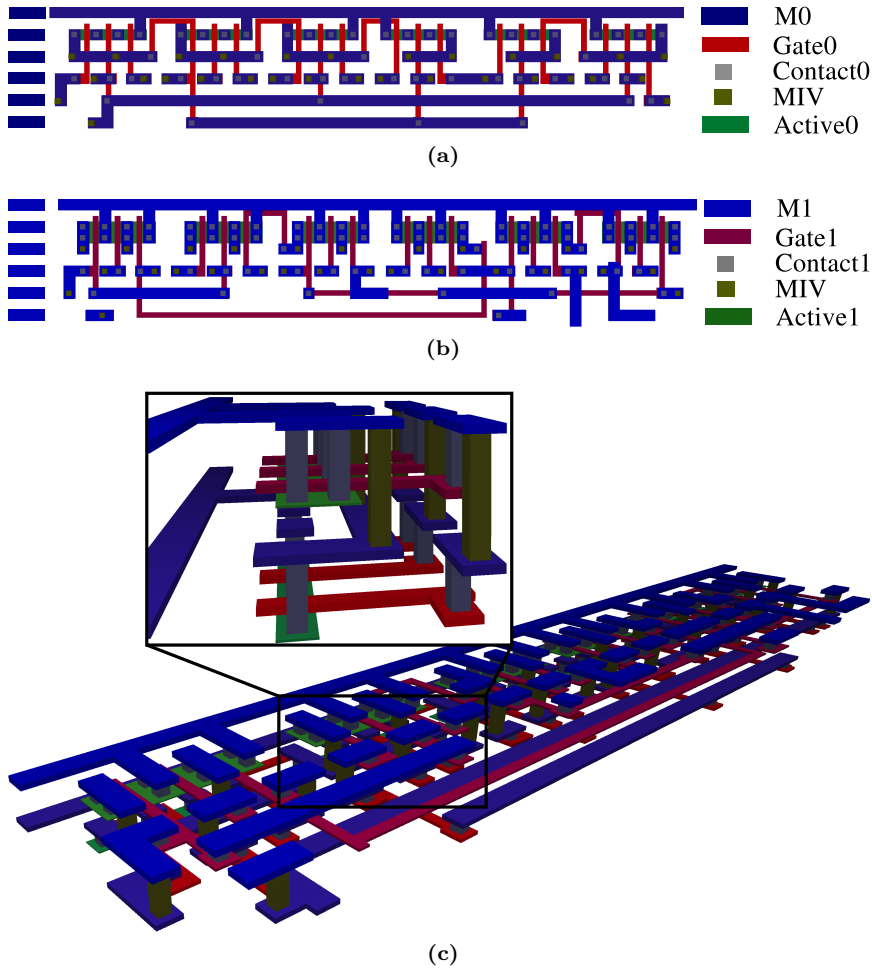 M0
Gate0
Contact0
MIV
Active0
(a)
M1
Gate1
Contact1
MIV
Active1
(b)
(c)